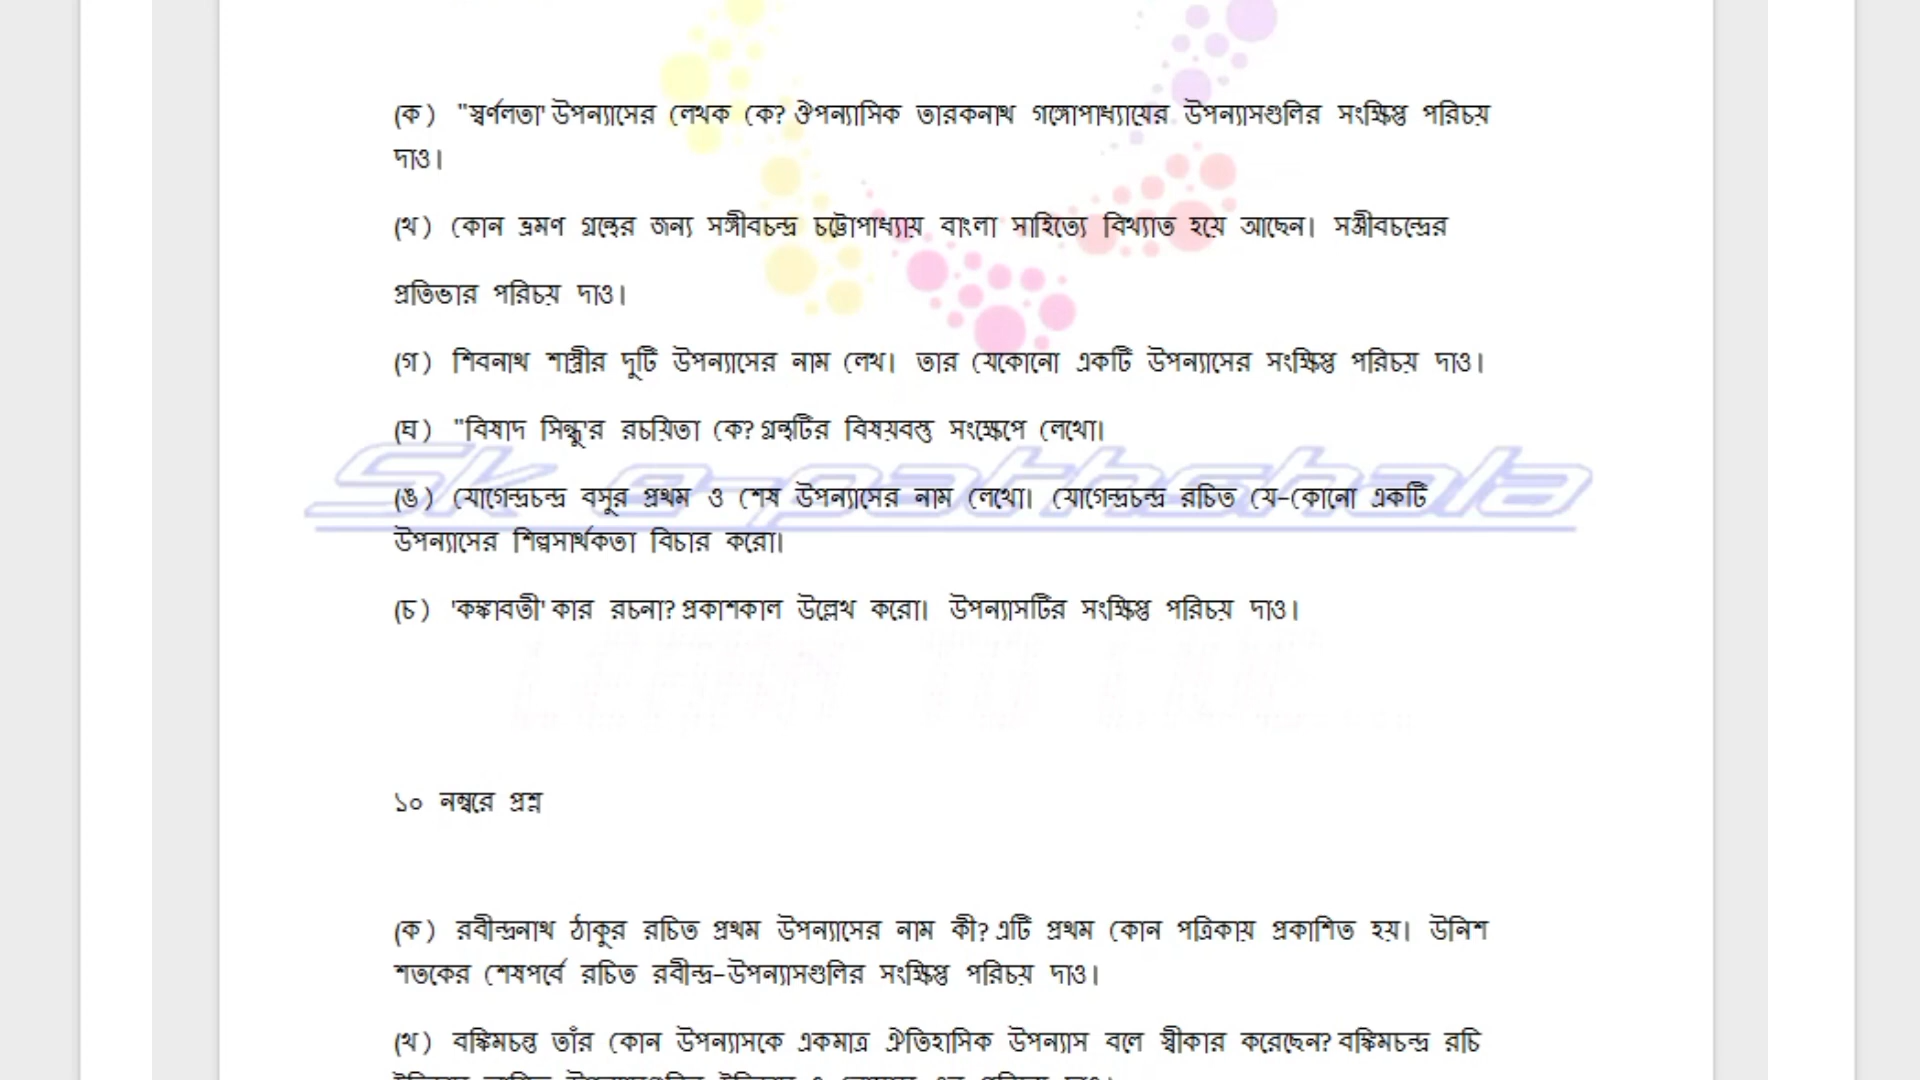 (ক) "স্বর্ণলতা' উপন্যাসের লেখক কে? ঔপন্যাসিক তারকনাথ গঙ্গোপাধ্যায়ের উপন্যাসগুলির সংক্ষিপ্ত পরিচয়
দাও।
(খ) কোন ভ্রমণ গ্রন্থের জন্য সঞ্জীবচন্দ্র চট্টোপাধ্যায় বাংলা সাহিত্যে বিখ্যাত হয়ে আছেন। সঞ্জীবচন্দ্রের
প্রতিভার পরিচয় দাও।
(গ) শিবনাথ শাস্ত্রীর দুটি উপন্যাসের নাম লেখ। তার যেকোনো একটি উপন্যাসের সংক্ষিপ্ত পরিচয় দাও।
(ঘ) "বিষাদ সিন্ধু'র রচয়িতা কে? গ্রন্থটির বিষয়বস্তু সংক্ষেপে লেখো।
Sk e-pathshala
(ঙ) যোগেন্দ্রচন্দ্র বসুর প্রথম ও শেষ উপন্যাসের নাম লেখো। যোগেন্দ্রচন্দ্র রচিত যে-কোনো একটি
উপন্যাসের শিল্পসার্থকতা বিচার করো।
(চ) 'কঙ্কাবতী' কার রচনা? প্রকাশকাল উল্লেখ করো। উপন্যাসটির সংক্ষিপ্ত পরিচয় দাও।
১০ নম্বরে প্রশ্ন
(ক) রবীন্দ্রনাথ ঠাকুর রচিত প্রথম উপন্যাসের নাম কী? এটি প্রথম কোন পত্রিকায় প্রকাশিত হয়। উনিশ
শতকের শেষপর্বে রচিত রবীন্দ্র-উপন্যাসগুলির সংক্ষিপ্ত পরিচয় দাও।
(খ) বঙ্কিমচন্ত তাঁর কোন উপন্যাসকে একমাত্র ঐতিহাসিক উপন্যাস বলে স্বীকার করেছেন? বঙ্কিমচন্দ্র রচি